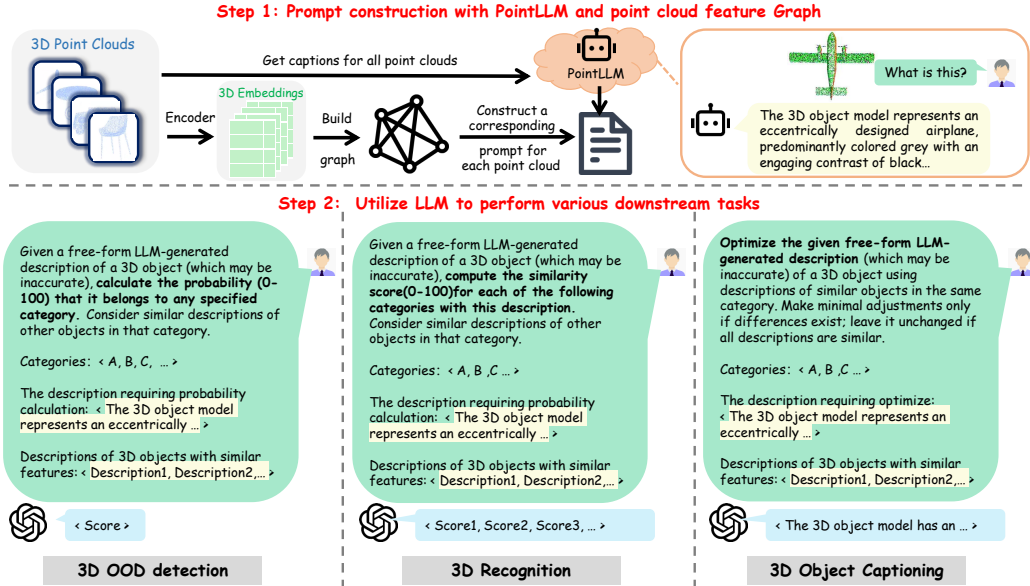 Step 1: Prompt construction with PointLLM and point cloud feature Graph
3D Point Clouds
Get captions for all point clouds
PointLLM
Encoder
3D Embeddings
Build
graph
Construct a
corresponding
prompt for
each point cloud
What is this?
The 3D object model represents an
eccentrically designed airplane,
predominantly colored grey with an
engaging contrast of black...
Step 2: Utilize LLM to perform various downstream tasks
Given a free-form LLM-generated
description of a 3D object (which may be
inaccurate), calculate the probability (0-
100) that it belongs to any specified
category. Consider similar descriptions of
other objects in that category.
Categories: < A, B, C, ... >
The description requiring probability
calculation: < The 3D object model
represents an eccentrically ... >
Descriptions of 3D objects with similar
features: < Description1, Description2,... >
< Score >
3D OOD detection
Given a free-form LLM-generated
description of a 3D object (which may be
inaccurate), compute the similarity
score(0-100)for each of the following
categories with this description.
Consider similar descriptions of other
objects in that category.
Categories: < A, B ,C ... >
The description requiring probability
calculation: < The 3D object model
represents an eccentrically ... >
Descriptions of 3D objects with similar
features: < Description1, Description2,... >
< Score1, Score2, Score3, ... >
3D Recognition
Optimize the given free-form LLM-
generated description (which may be
inaccurate) of a 3D object using
descriptions of similar objects in the same
category. Make minimal adjustments only
if differences exist; leave it unchanged if
all descriptions are similar.
Categories: < A, B ,C ... >
The description requiring optimize:
< The 3D object model represents an
eccentrically ... >
Descriptions of 3D objects with similar
features: < Description1, Description2,... >
< The 3D object model has an ... >
3D Object Captioning